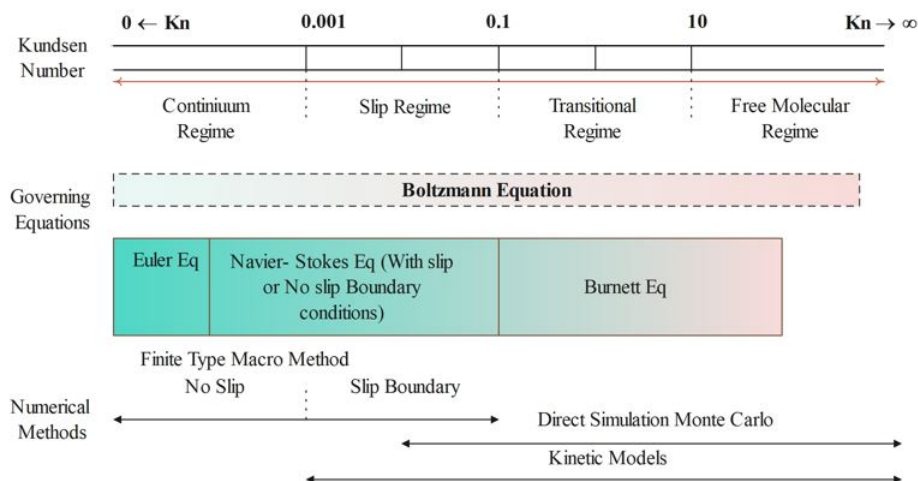 0 ← Kn 0.001 0.1 10 Kn → ∞
Kundsen
Number
Continiuum
Regime
Slip Regime
Transitional
Regime
Free Molecular
Regime
Governing
Equations
Boltzmann Equation
Euler Eq
Navier- Stokes Eq (With slip
or No slip Boundary
conditions)
Burnett Eq
Finite Type Macro Method
No Slip Slip Boundary
Numerical
Methods
Direct Simulation Monte Carlo
Kinetic Models